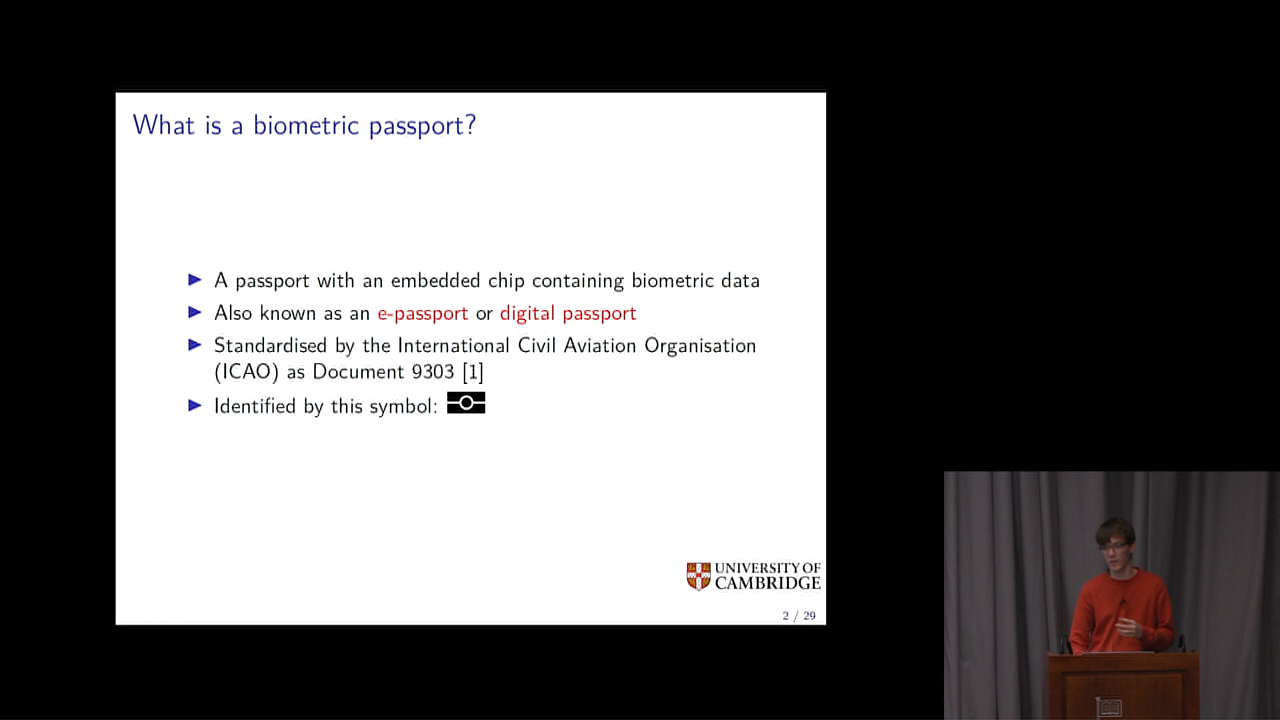 What is a biometric passport?
A passport with an embedded chip containing biometric data
Also known as an e-passport or digital passport
Standardised by the International Civil Aviation Organisation
(ICAO) as Document 9303 [1]
Identified by this symbol:
UNIVERSITY OF
CAMBRIDGE
2 / 29